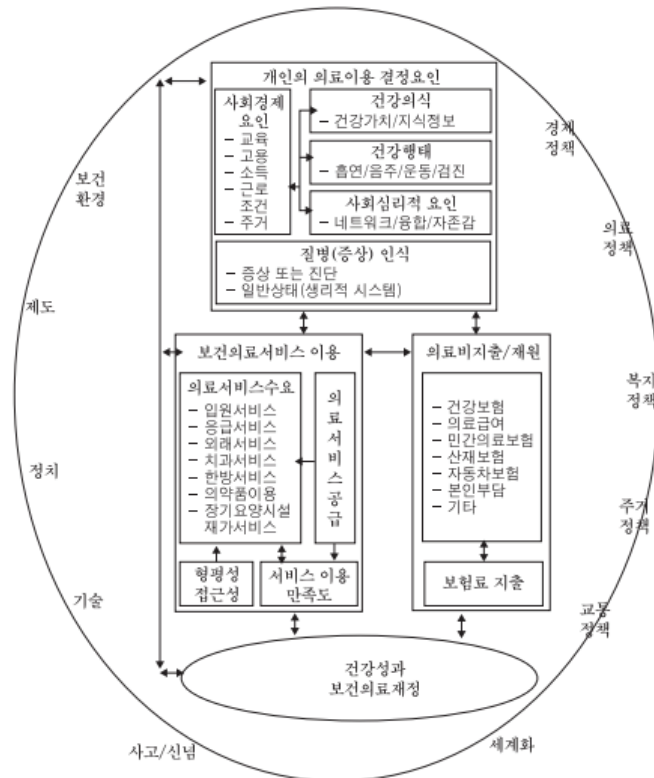 개인의 의료이용 결정요인
사회경제
요인
– 교육
– 고용
– 소득
– 근로
조건
– 주거
건강의식
– 건강가치/지식정보
건강행태
– 흡연/음주/운동/검진
사회심리적 요인
– 네트워크/융합/자존감
질병(증상) 인식
– 증상 또는 진단
– 일반상태(생리적 시스템)
보건의료서비스 이용
의료서비스수요
– 입원서비스
– 응급서비스
– 외래서비스
– 치과서비스
– 한방서비스
– 의약품이용
– 장기요양시설
재가서비스
의
료
서
비
스
공
급
형평성
접근성
서비스 이용
만족도
의료비지출/재원
– 건강보험
– 의료급여
– 민간의료보험
– 산재보험
– 자동차보험
– 본인부담
– 기타
보험료 지출
건강성과
보건의료재정
보건
환경
제도
정치
기술
사고/신념
경제
정책
의료
정책
복지
정책
주거
정책
교통
정책
세계화